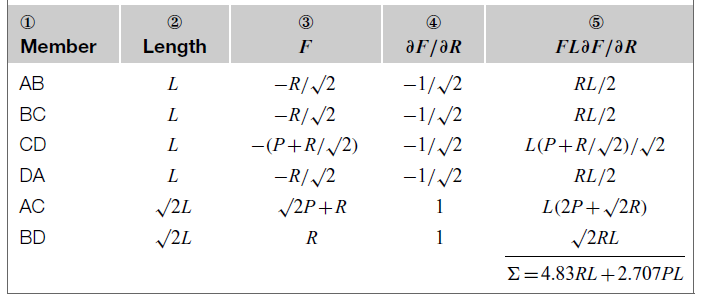 ① ② ③ ④ ⑤
Member Length F ∂F/∂R FL∂F/∂R
AB L −R/√2 −1/√2 RL/2
BC L −R/√2 −1/√2 RL/2
CD L −(P+R/√2) −1/√2 L(P+R/√2)/√2
DA L −R/√2 −1/√2 RL/2
AC √2L √2P+R 1 L(2P+√2R)
BD √2L R 1 √2RL
Σ=4.83RL+2.707PL